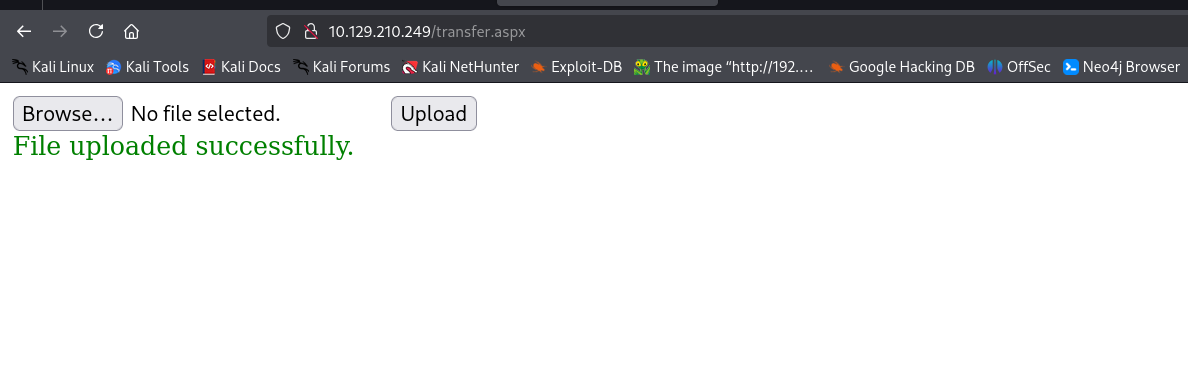 10.129.210.249/transfer.aspx
Kali Linux Kali Tools Kali Docs Kali Forums Kali NetHunter Exploit-DB The image “http://192.… Google Hacking DB OffSec Neo4j Browser
Browse… No file selected. Upload
File uploaded successfully.